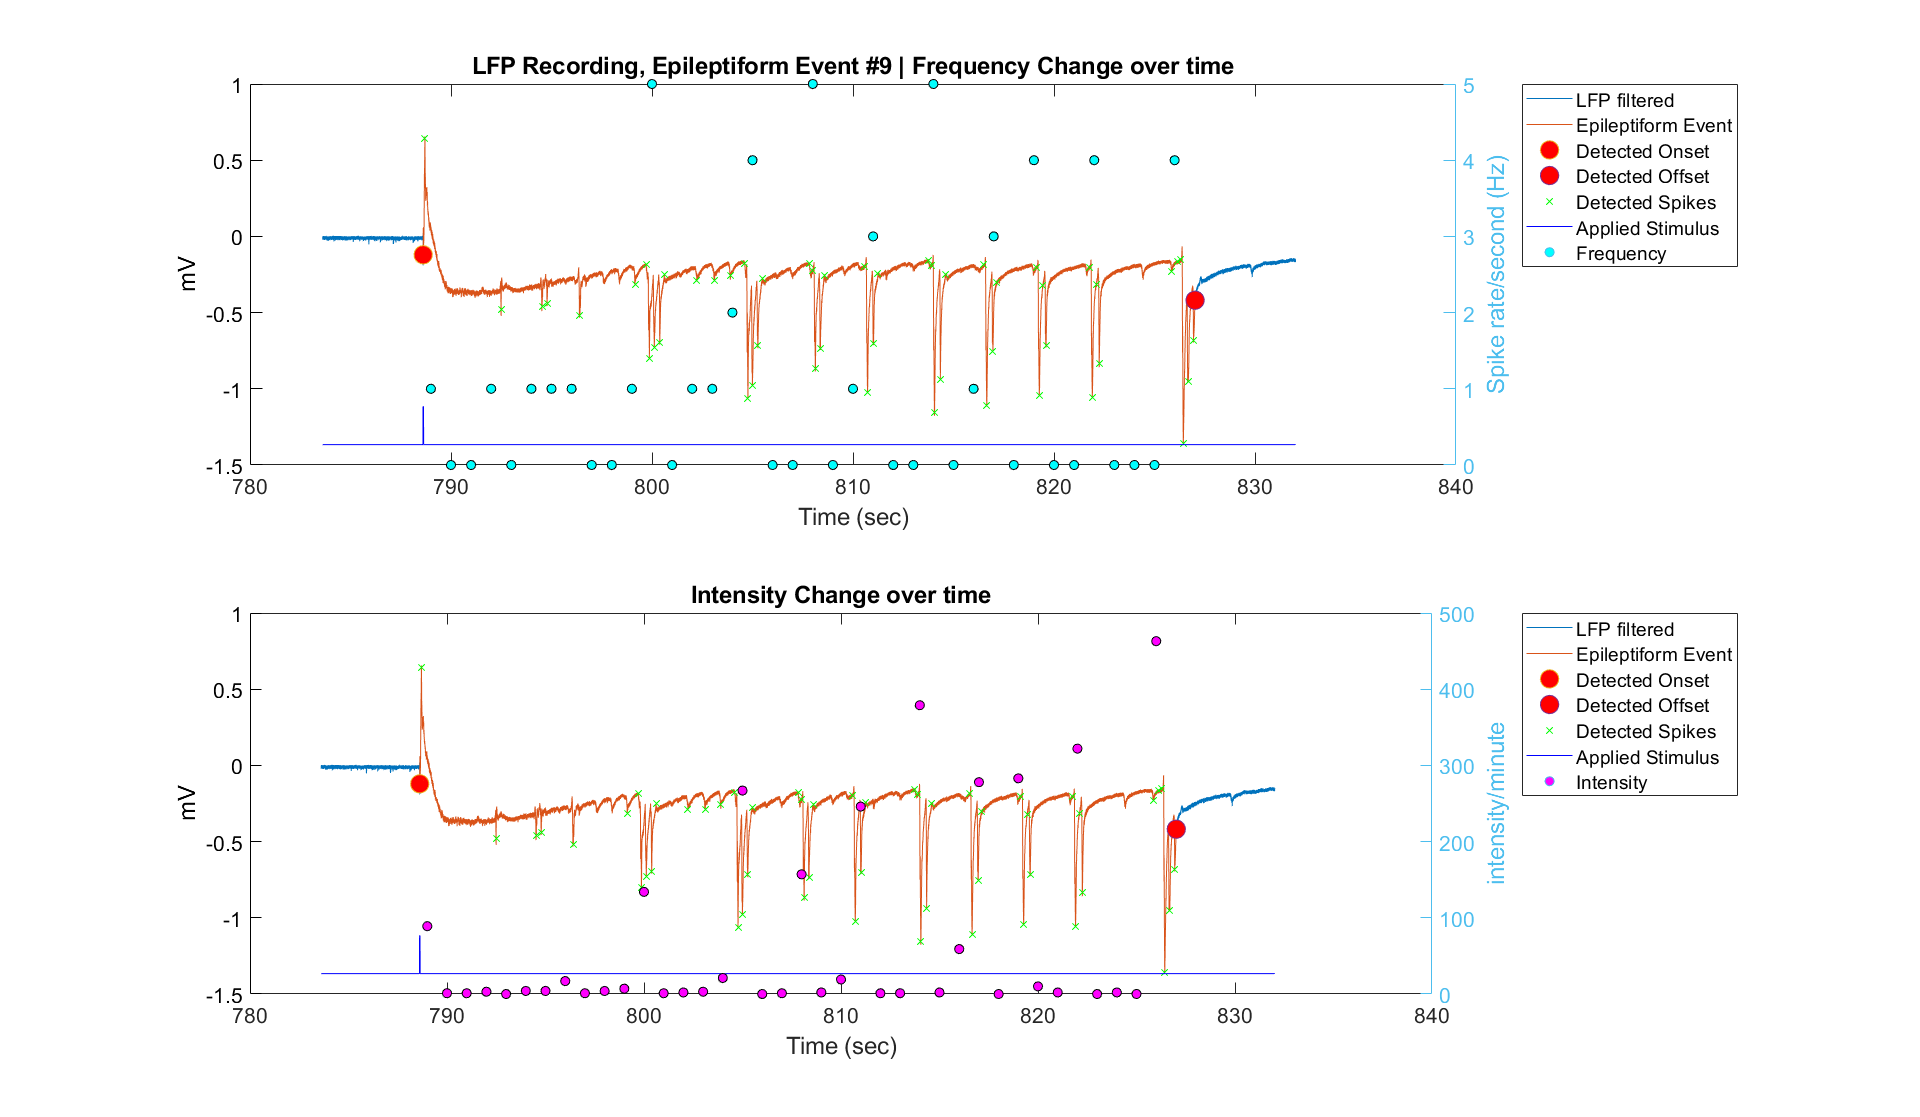 LFP Recording, Epileptiform Event #9 | Frequency Change over time
1
0.5
0
-0.5
-1
-1.5
mV
780
790
800
810
820
830
840
Time (sec)
5
4
3
2
1
0
Spike rate/second (Hz)
LFP filtered
Epileptiform Event
Detected Onset
Detected Offset
Detected Spikes
Applied Stimulus
Frequency
Intensity Change over time
1
0.5
0
-0.5
-1
-1.5
mV
780
790
800
810
820
830
840
Time (sec)
500
400
300
200
100
0
intensity/minute
LFP filtered
Epileptiform Event
Detected Onset
Detected Offset
Detected Spikes
Applied Stimulus
Intensity